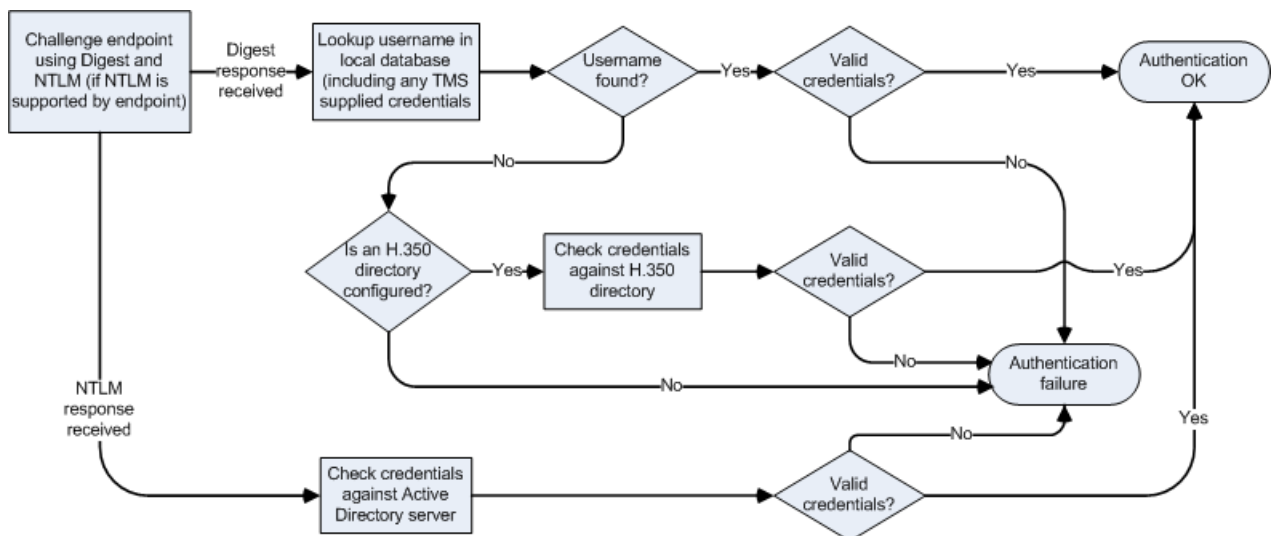 Challenge endpoint
using Digest and
NTLM (if NTLM is
supported by endpoint)
Digest
response
received
Lookup username in
local database
(including any TMS
supplied credentials
Username
found?
Yes
Valid
credentials?
Yes
Authentication
OK
No
No
Is an H.350
directory
configured?
Yes
Check credentials
against H.350
directory
Valid
credentials?
Yes
No
Authentication
failure
No
NTLM
response
received
Check credentials
against Active
Directory server
Valid
credentials?
No
Yes